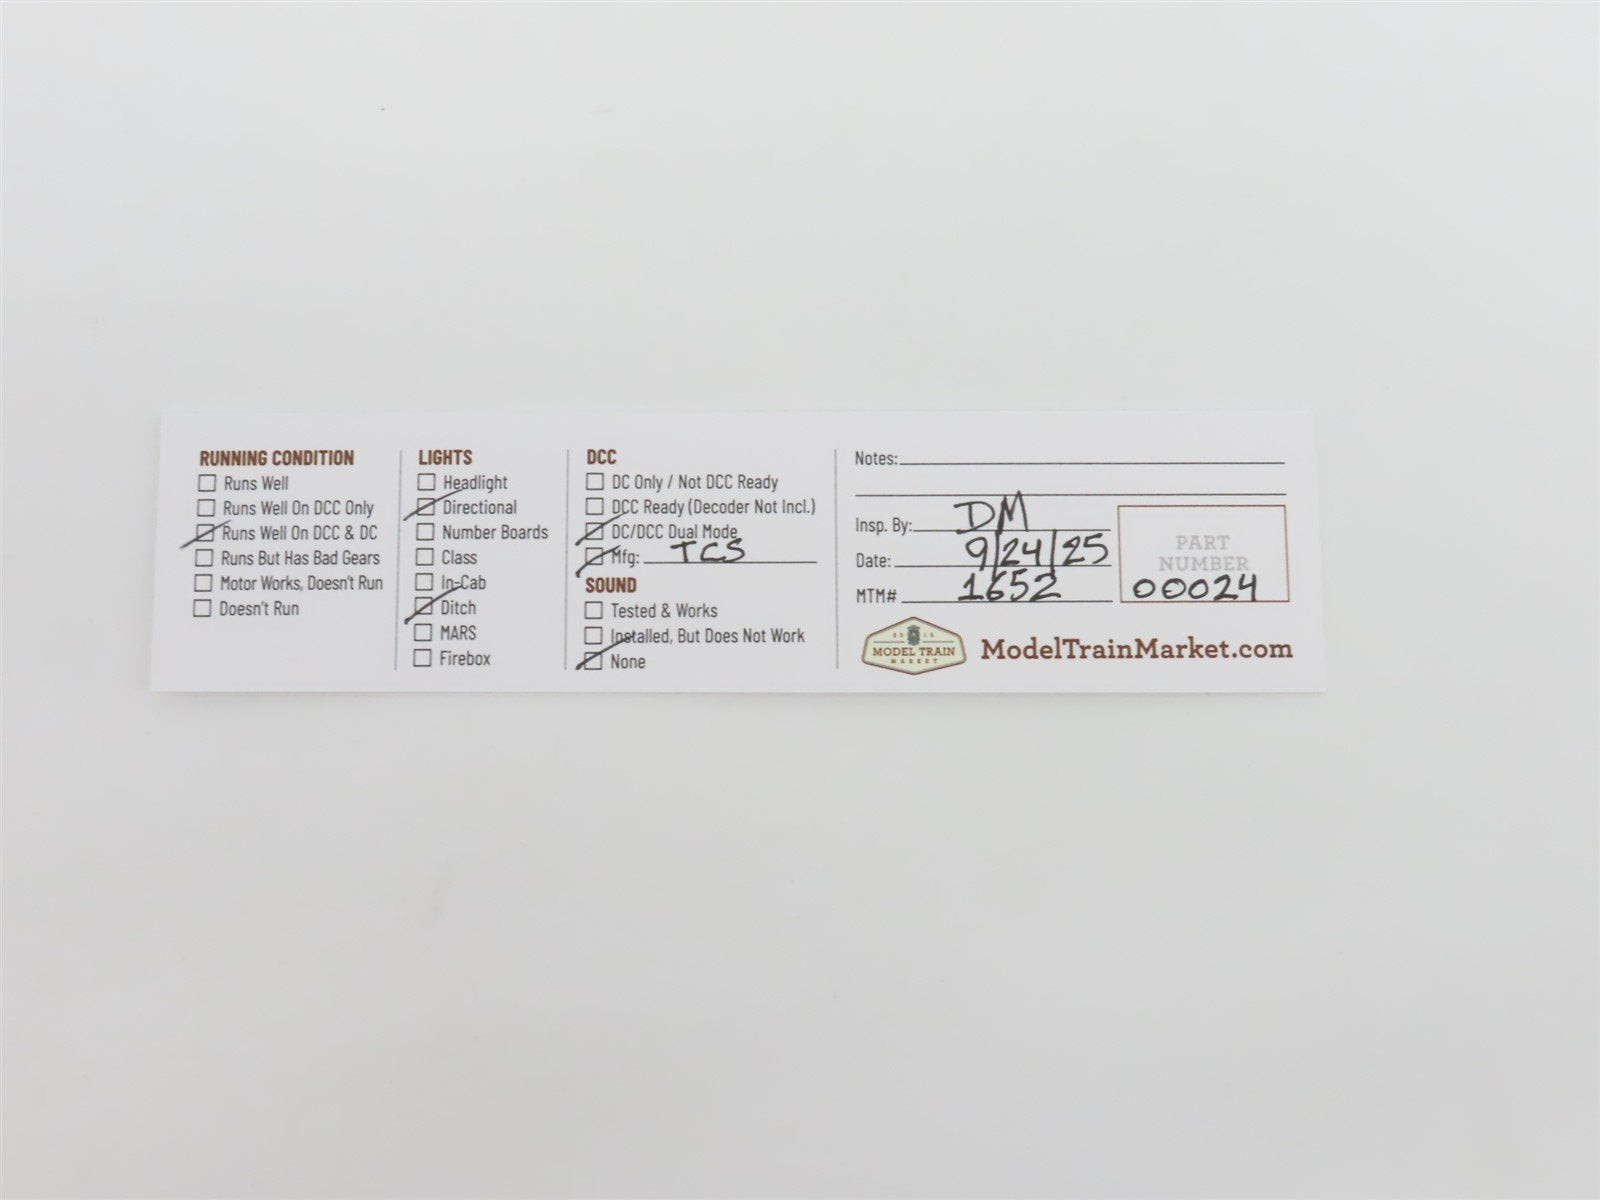 RUNNING CONDITION
Runs Well
Runs Well On DCC Only
Runs Well On DCC & DC
Runs But Has Bad Gears
Motor Works, Doesn't Run
Doesn't Run
LIGHTS
Headlight
Directional
Number Boards
Class
In-Cab
Ditch
MARS
Firebox
DCC
DC Only / Not DCC Ready
DCC Ready (Decoder Not Incl.)
DC/DCC Dual Mode
Mfg: TCS
SOUND
Tested & Works
Installed, But Does Not Work
None
Notes:
Insp. By: DM
Date: 9/24/25
MTM# 1652
PART
NUMBER
00024
MODEL TRAIN
MARKET
ModelTrainMarket.com